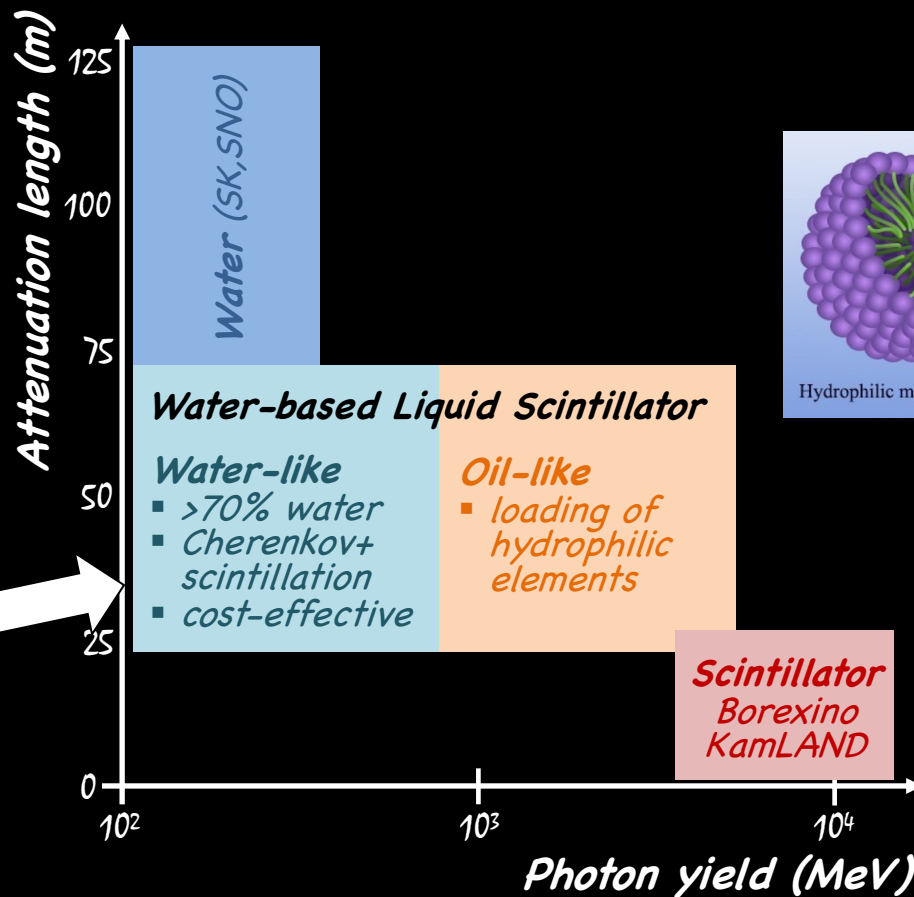 Attenuation length (m)
125
100
75
50
25
0
Water (SK,SNO)
Water-based Liquid Scintillator
Water-like
▪ >70% water
▪ Cherenkov+
scintillation
▪ cost-effective
Oil-like
▪ loading of
hydrophilic
elements
Scintillator
Borexino
KamLAND
Hydrophilic m
10²
10³
10⁴
Photon yield (MeV)